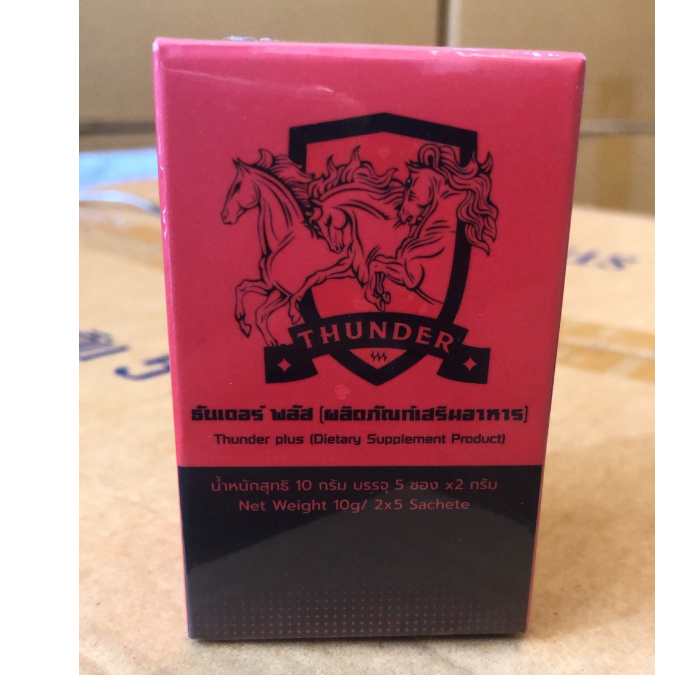 THUNDER
ธันเดอร์ พลัส (ผลิตภัณฑ์เสริมอาหาร)
Thunder plus (Dietary Supplement Product)
น้ำหนักสุทธิ 10 กรัม บรรจุ 5 ซอง x2 กรัม
Net Weight 10g/ 2x5 Sachete
5